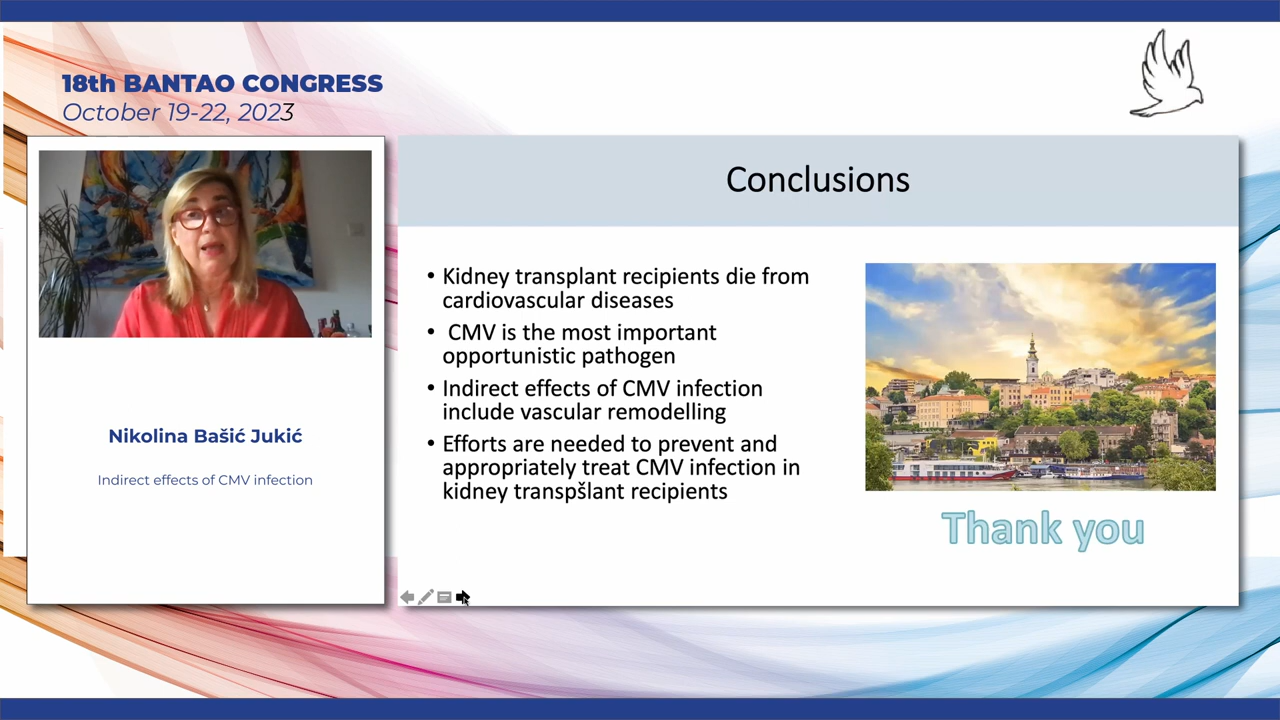 18th BANTAO CONGRESS
October 19-22, 2023
Nikolina Bašić Jukić
Indirect effects of CMV infection
Conclusions
• Kidney transplant recipients die from
cardiovascular diseases
• CMV is the most important
opportunistic pathogen
• Indirect effects of CMV infection
include vascular remodelling
• Efforts are needed to prevent and
appropriately treat CMV infection in
kidney transpšlant recipients
Thank you